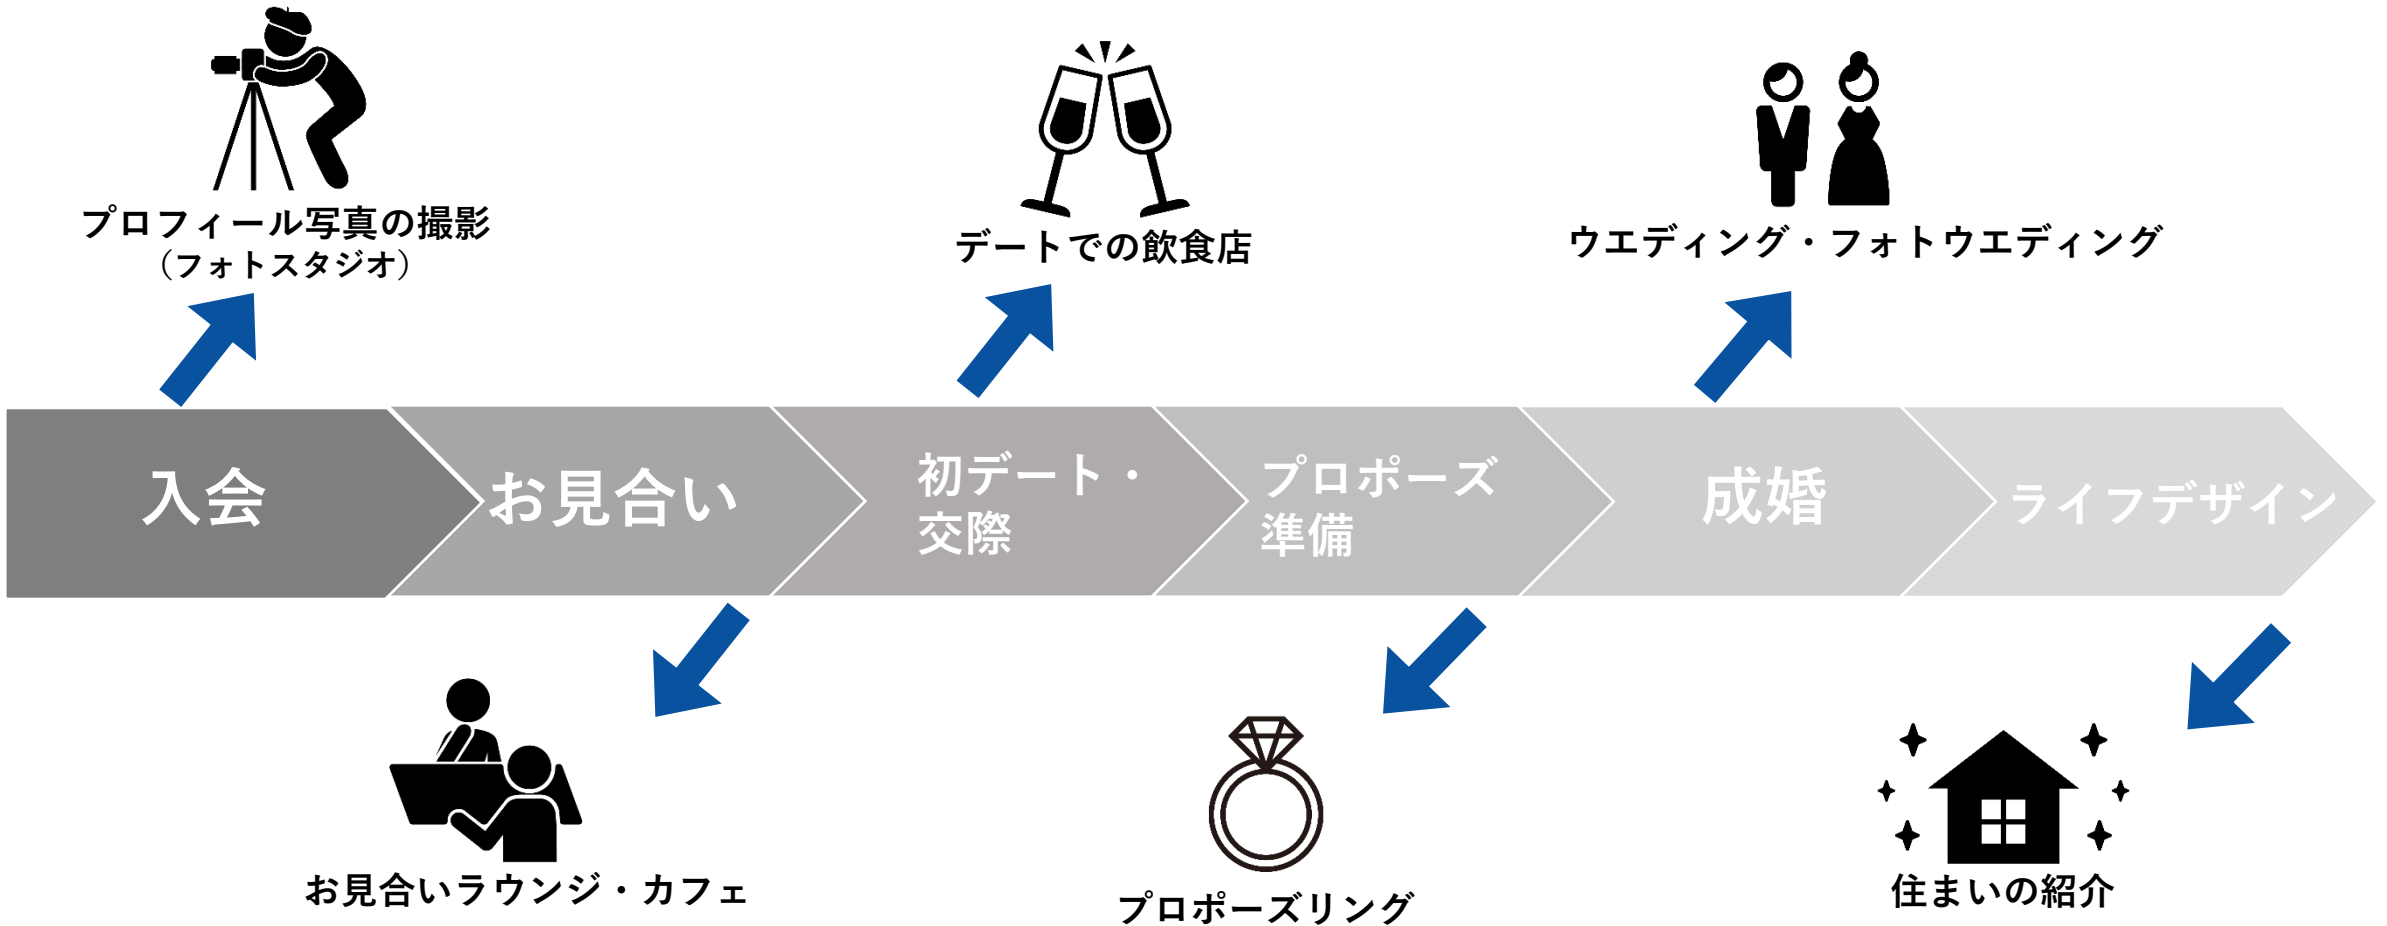 プロフィール写真の撮影
（フォトスタジオ）
デートでの飲食店
ウエディング・フォトウエディング
入会
お見合い
初デート・
交際
プロポーズ
準備
成婚
ライフデザイン
お見合いラウンジ・カフェ
プロポーズリング
住まいの紹介